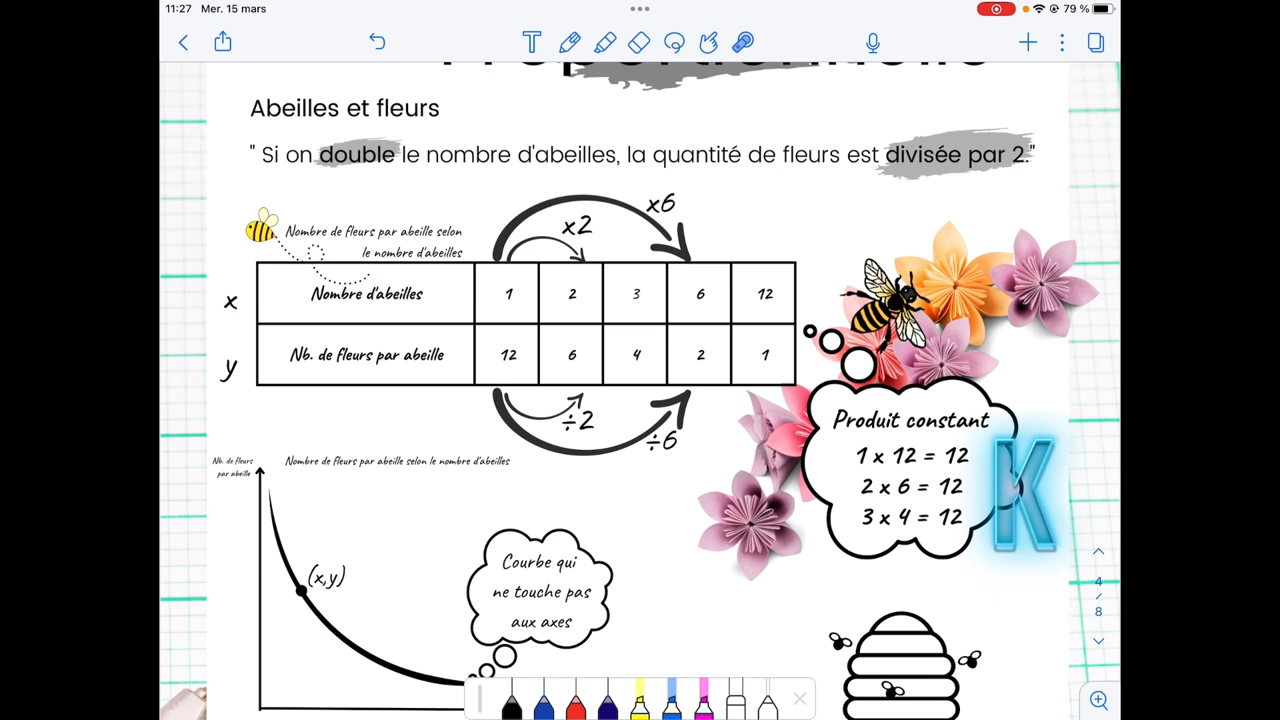 11:27 Mer. 15 mars
79 %
Abeilles et fleurs
" Si on double le nombre d'abeilles, la quantité de fleurs est divisée par 2."
x6
x2
Nombre de fleurs par abeille selon
le nombre d'abeilles
x Nombre d'abeilles 1 2 3 6 12
y Nb. de fleurs par abeille 12 6 4 2 1
÷2
÷6
Produit constant
1 x 12 = 12
2 x 6 = 12
3 x 4 = 12
K
Nb. de fleurs
par abeille
Nombre de fleurs par abeille selon le nombre d'abeilles
(x,y)
Courbe qui
ne touche pas
aux axes
4
/
8